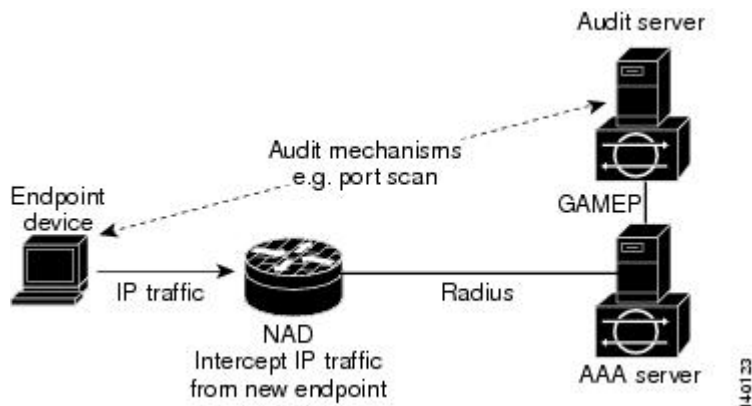 Audit server
Audit mechanisms
e.g. port scan
Endpoint
device
GAMEP
IP traffic
Radius
NAD
Intercept IP traffic
from new endpoint
AAA server